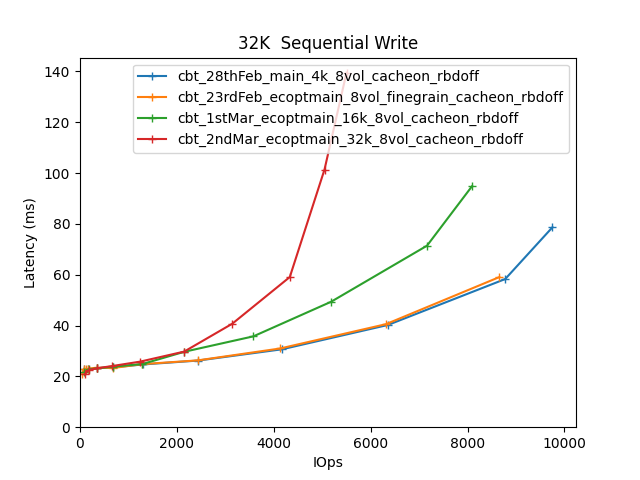 32K  Sequential Write
cbt_28thFeb_main_4k_8vol_cacheon_rbdoff
cbt_23rdFeb_ecoptmain_8vol_finegrain_cacheon_rbdoff
cbt_1stMar_ecoptmain_16k_8vol_cacheon_rbdoff
cbt_2ndMar_ecoptmain_32k_8vol_cacheon_rbdoff
Latency (ms)
140
120
100
80
60
40
20
0
0 2000 4000 6000 8000 10000
IOps